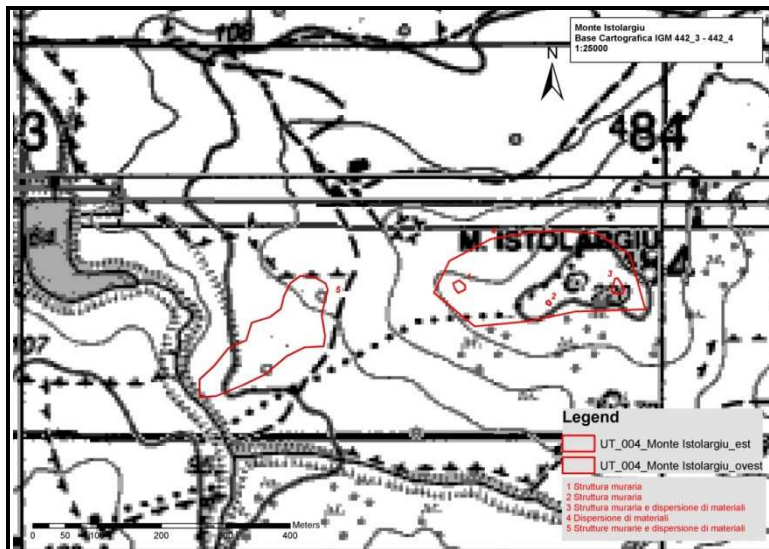 Monte Istolargiu
Base Cartografica IGM 442_3 - 442_4
1:25000
N
108
3
484
M. ISTOLARGIU
4
1
2
3
5
107
Legend
UT_004_Monte Istolargiu_est
UT_004_Monte Istolargiu_ovest
1 Struttura muraria
2 Struttura muraria
3 Struttura muraria e dispersione di materiali
4 Dispersione di materiali
5 Strutture murarie e dispersione di materiali
0 50 100 200 300 400 Meters